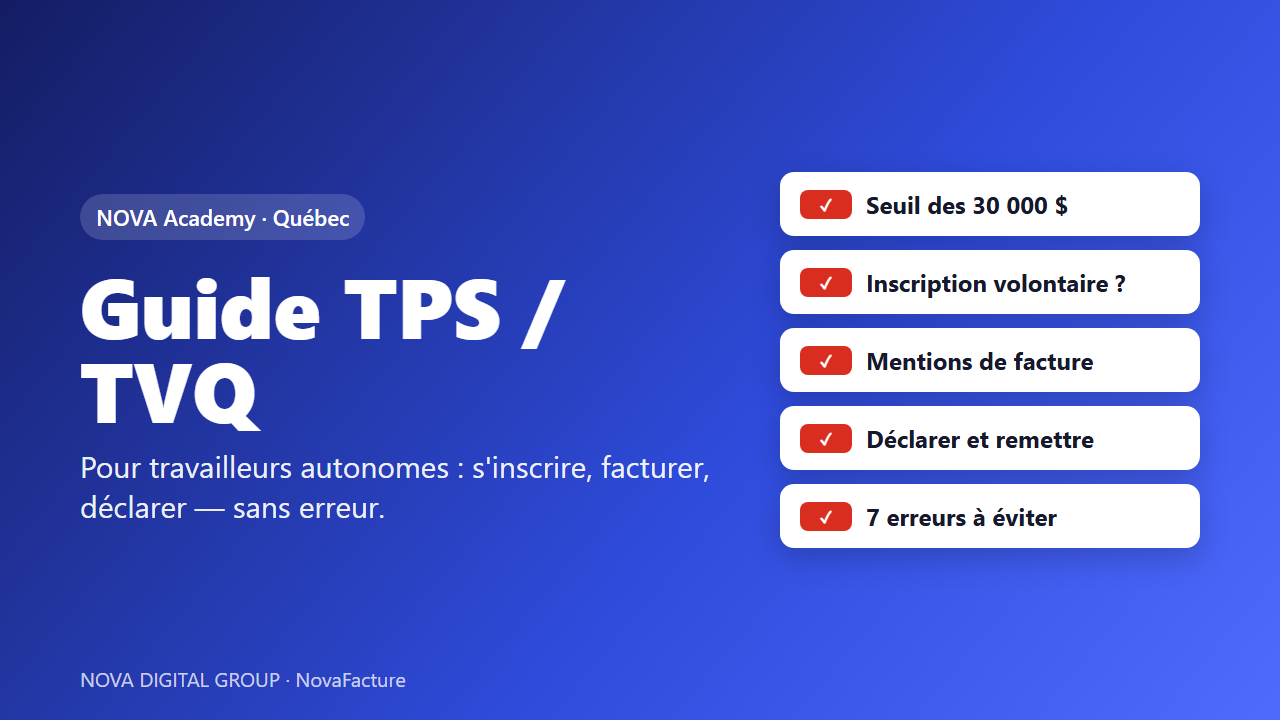 NOVA Academy · Québec
Guide TPS /
TVQ
Pour travailleurs autonomes : s'inscrire, facturer,
déclarer — sans erreur.
✓ Seuil des 30 000 $
✓ Inscription volontaire ?
✓ Mentions de facture
✓ Déclarer et remettre
✓ 7 erreurs à éviter
NOVA DIGITAL GROUP · NovaFacture